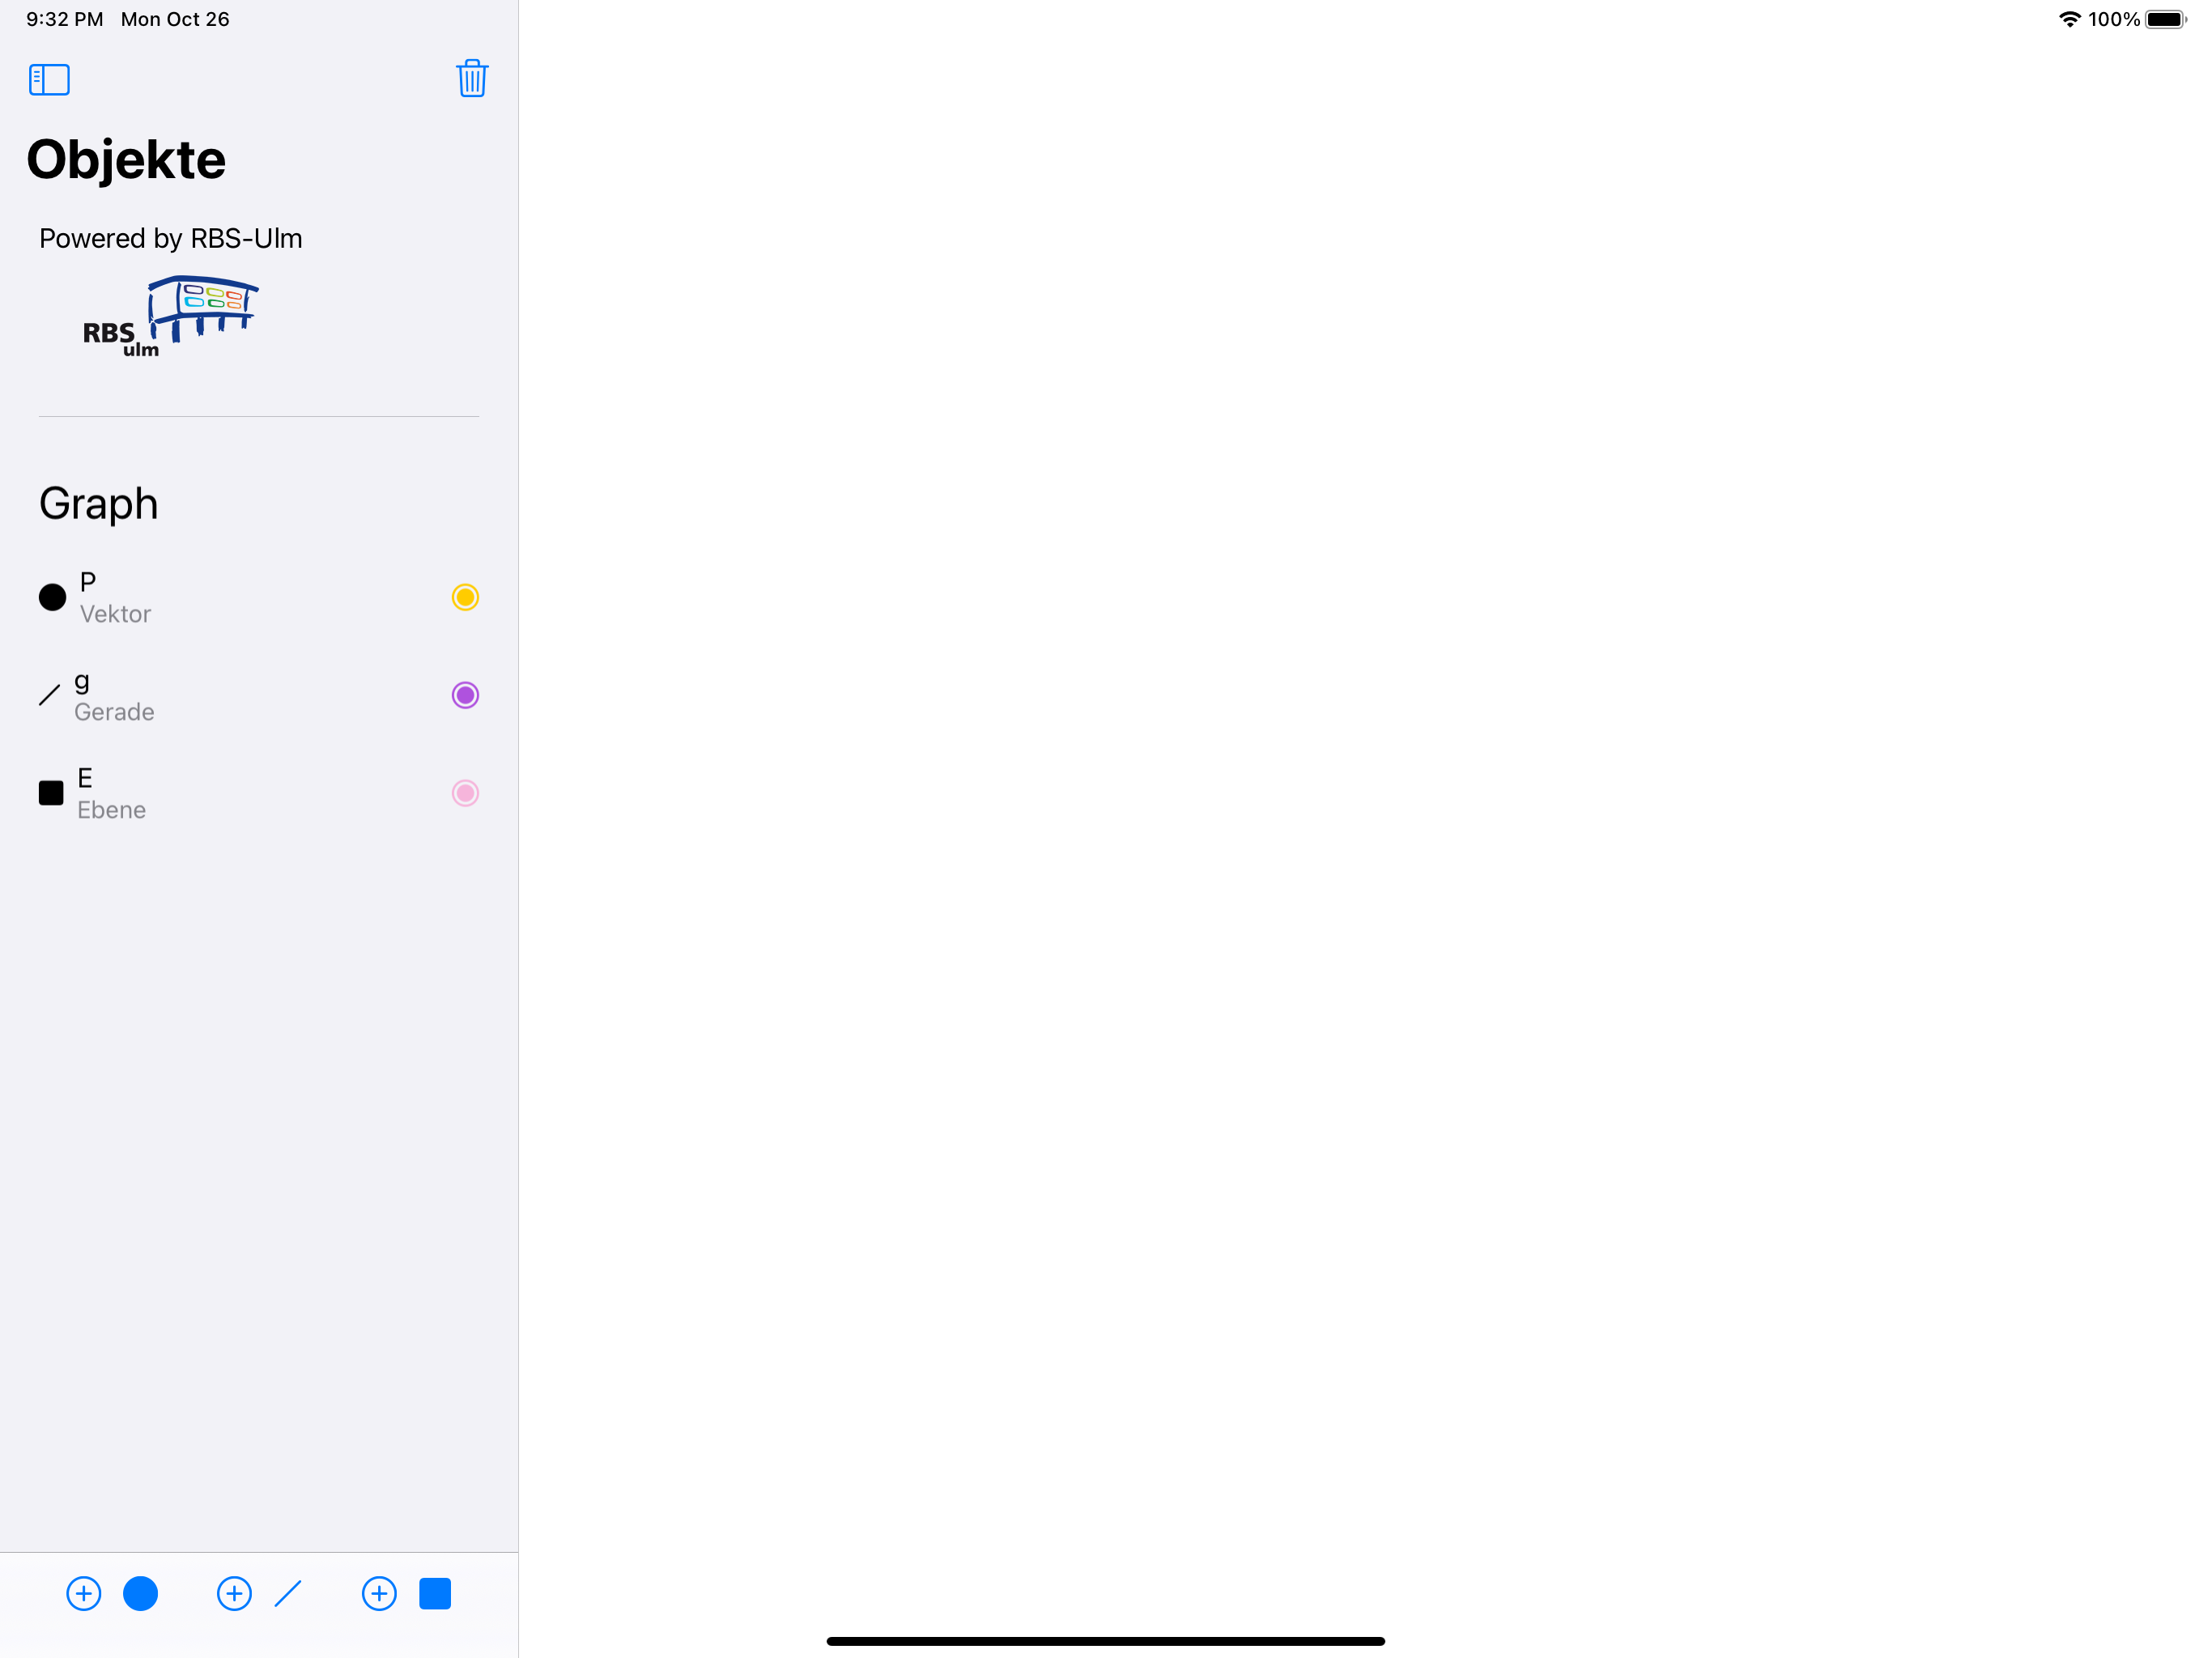 9:32 PM Mon Oct 26
100%
Objekte
Powered by RBS-Ulm
RBS
ulm
Graph
P
Vektor
g
Gerade
E
Ebene